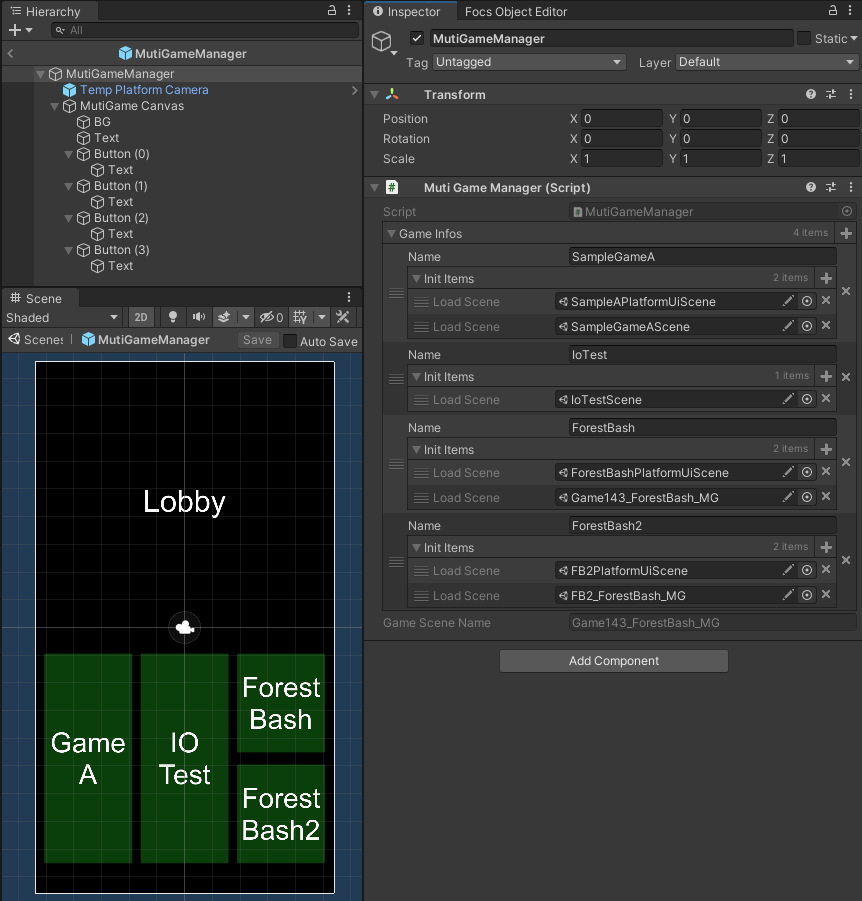 Hierarchy
All
MutiGameManager
MutiGameManager
Temp Platform Camera
MutiGame Canvas
BG
Text
Button (0)
Text
Button (1)
Text
Button (2)
Text
Button (3)
Text
Scene
Shaded
2D
0
Scenes
MutiGameManager
Save
Auto Save
Lobby
Game
A
IO
Test
Forest
Bash
Forest
Bash2
Inspector
Focs Object Editor
MutiGameManager
Static
Tag Untagged
Layer Default
Transform
Position X 0 Y 0 Z 0
Rotation X 0 Y 0 Z 0
Scale X 1 Y 1 Z 1
# Muti Game Manager (Script)
Script MutiGameManager
Game Infos 4 items
Name SampleGameA
Init Items 2 items
Load Scene SampleAPlatformUiScene
Load Scene SampleGameAScene
Name IoTest
Init Items 1 items
Load Scene IoTestScene
Name ForestBash
Init Items 2 items
Load Scene ForestBashPlatformUiScene
Load Scene Game143_ForestBash_MG
Name ForestBash2
Init Items 2 items
Load Scene FB2PlatformUiScene
Load Scene FB2_ForestBash_MG
Game Scene Name Game143_ForestBash_MG
Add Component